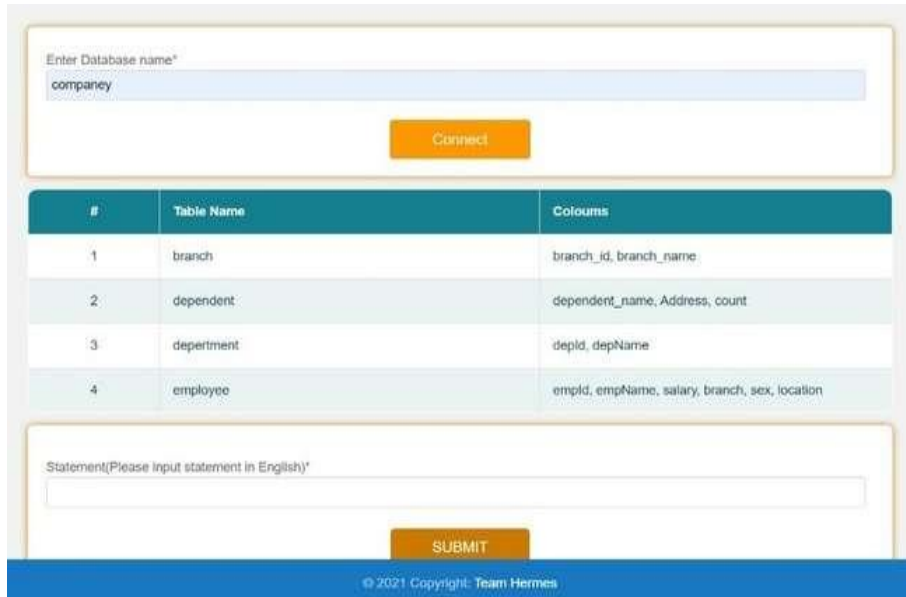 Enter Database name*
companey
Connect
# Table Name Coloums
1 branch branch_id, branch_name
2 dependent dependent_name, Address, count
3 depertment depId, depName
4 employee empId, empName, salary, branch, sex, location
Statement(Please input statement in English)*
SUBMIT
© 2021 Copyright: Team Hermes